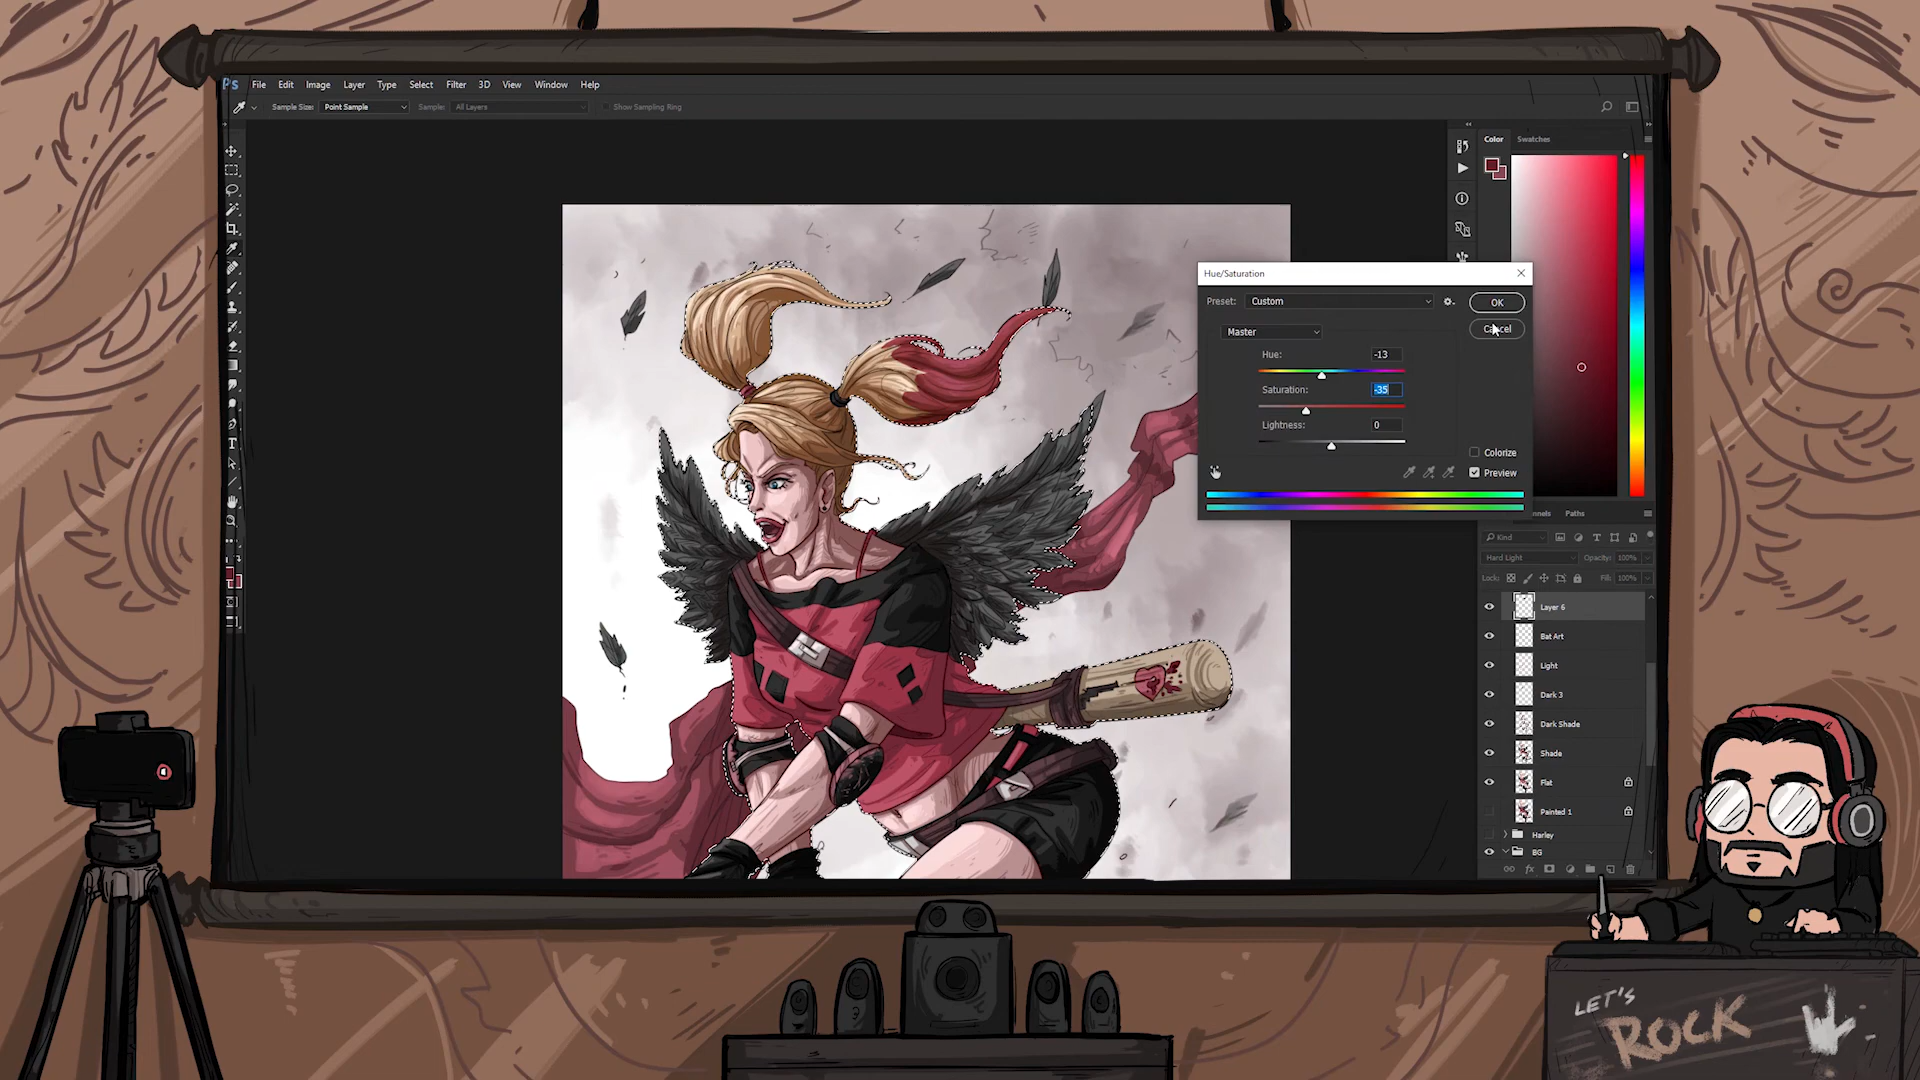 Ps File Edit Image Layer Type Select Filter 3D View Window Help
Sample Size: Point Sample Sample: All Layers Show Sampling Ring
Color Swatches
Hue/Saturation
Preset: Custom
OK
Cancel
Master
Hue: -13
Saturation: -35
Lightness: 0
Colorize
Preview
Paths
Kind
Hard Light Opacity: 100%
Lock: Fill: 100%
Layer 6
Bat Art
Light
Dark 3
Dark Shade
Shade
Flat
Painted 1
Harley
BG
fx
LET'S
ROCK